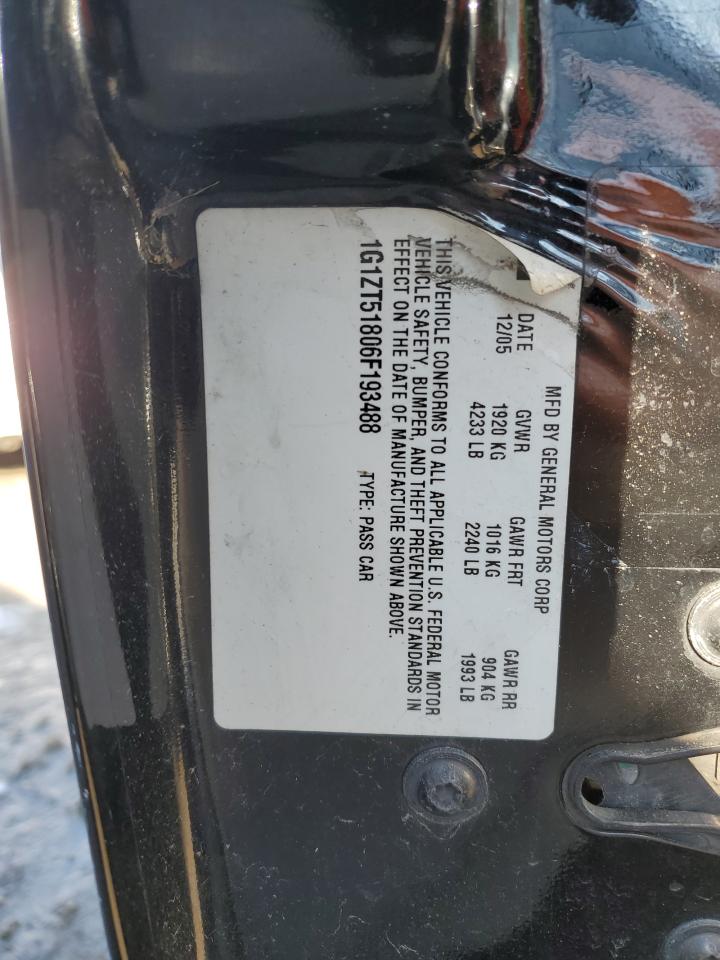 MFD BY GENERAL MOTORS CORP
DATE GVWR GAWR FRT GAWR RR
12/05 1920 KG 1016 KG 904 KG
4233 LB 2240 LB 1993 LB
THIS VEHICLE CONFORMS TO ALL APPLICABLE U.S. FEDERAL MOTOR
VEHICLE SAFETY, BUMPER, AND THEFT PREVENTION STANDARDS IN
EFFECT ON THE DATE OF MANUFACTURE SHOWN ABOVE.
1G1ZT51806F193488 TYPE: PASS CAR